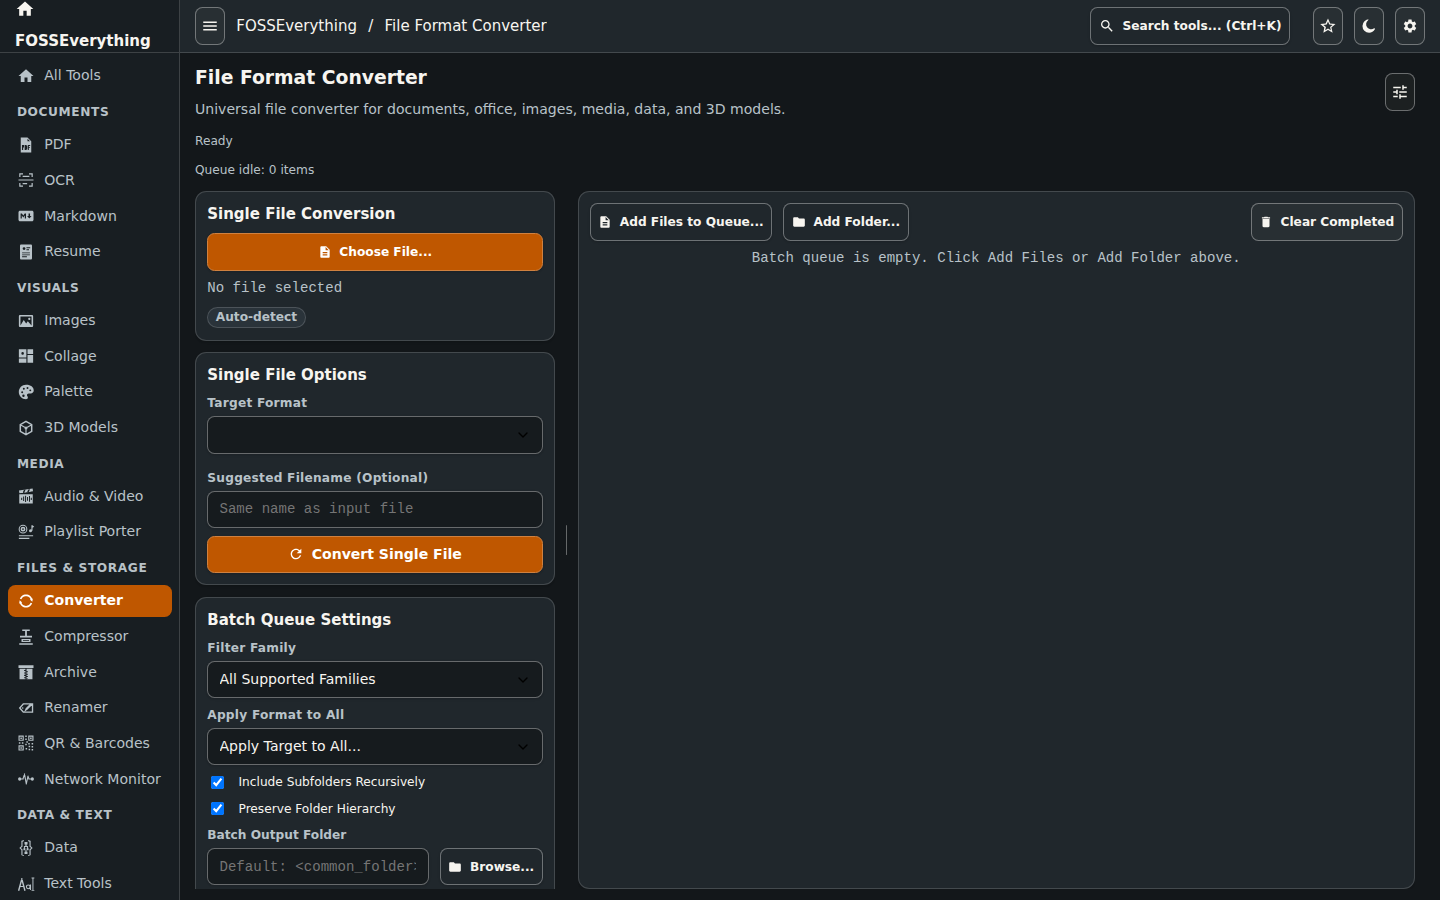 FOSSEverything
All Tools
DOCUMENTS
PDF
OCR
Markdown
Resume
VISUALS
Images
Collage
Palette
3D Models
MEDIA
Audio & Video
Playlist Porter
FILES & STORAGE
Converter
Compressor
Archive
Renamer
QR & Barcodes
Network Monitor
DATA & TEXT
Data
Text Tools
FOSSEverything / File Format Converter
Search tools... (Ctrl+K)
File Format Converter
Universal file converter for documents, office, images, media, data, and 3D models.
Ready
Queue idle: 0 items
Single File Conversion
Choose File...
No file selected
Auto-detect
Single File Options
Target Format
Suggested Filename (Optional)
Same name as input file
Convert Single File
Batch Queue Settings
Filter Family
All Supported Families
Apply Format to All
Apply Target to All...
Include Subfolders Recursively
Preserve Folder Hierarchy
Batch Output Folder
Default: <common_folder>
Browse...
Add Files to Queue...
Add Folder...
Clear Completed
Batch queue is empty. Click Add Files or Add Folder above.